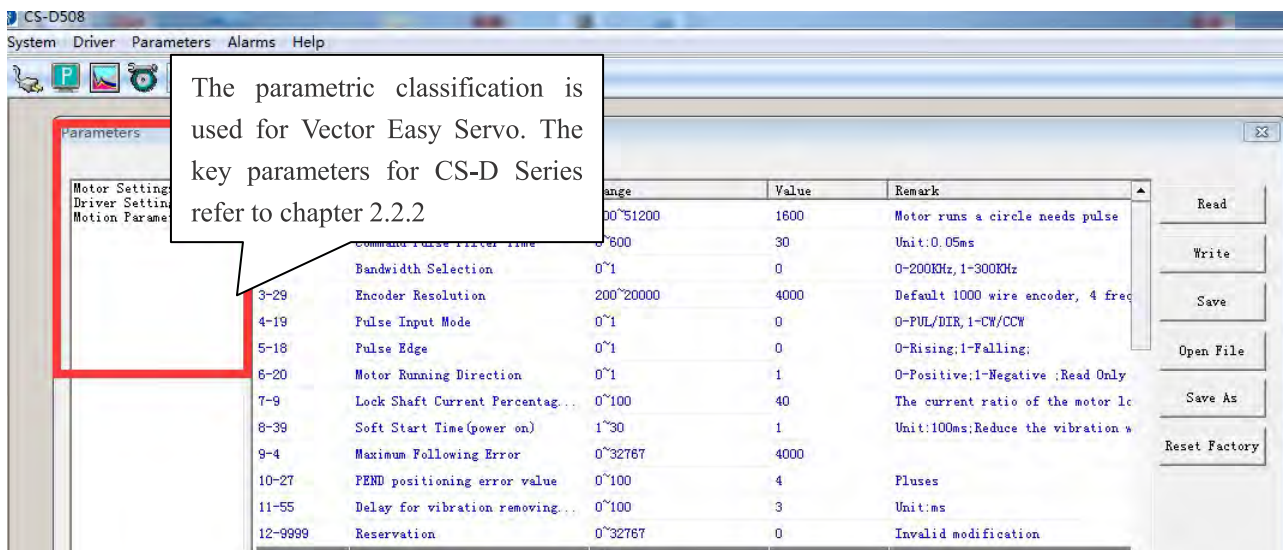 CS-D508
System Driver Parameters Alarms Help
The parametric classification is
used for Vector Easy Servo. The
key parameters for CS-D Series
refer to chapter 2.2.2
Parameters
Motor Setting
Driver Settin
Motion Parame
ange Value Remark
00~51200 1600 Motor runs a circle needs pulse
Command Pulse Filter Time 0~600 30 Unit:0.05ms
Bandwidth Selection 0~1 0 0-200KHz,1-300KHz
3-29 Encoder Resolution 200~20000 4000 Default 1000 wire encoder, 4 freq
4-19 Pulse Input Mode 0~1 0 0-PUL/DIR,1-CW/CCW
5-18 Pulse Edge 0~1 0 0-Rising;1-Falling;
6-20 Motor Running Direction 0~1 1 0-Positive;1-Negative ;Read Only
7-9 Lock Shaft Current Percentag... 0~100 40 The current ratio of the motor lo
8-39 Soft Start Time(power on) 1~30 1 Unit:100ms;Reduce the vibration w
9-4 Maximum Following Error 0~32767 4000
10-27 PEND positioning error value 0~100 4 Pluses
11-55 Delay for vibration removing... 0~100 3 Unit:ms
12-9999 Reservation 0~32767 0 Invalid modification
Read
Write
Save
Open File
Save As
Reset Factory